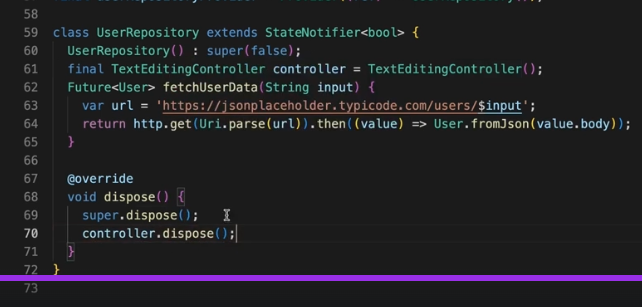 58
59 class UserRepository extends StateNotifier<bool> {
60 UserRepository() : super(false);
61 final TextEditingController controller = TextEditingController();
62 Future<User> fetchUserData(String input) {
63 var url = 'https://jsonplaceholder.typicode.com/users/$input';
64 return http.get(Uri.parse(url)).then((value) => User.fromJson(value.body));
65 }
66
67 @override
68 void dispose() {
69 super.dispose();
70 controller.dispose();
71 }
72 }
73